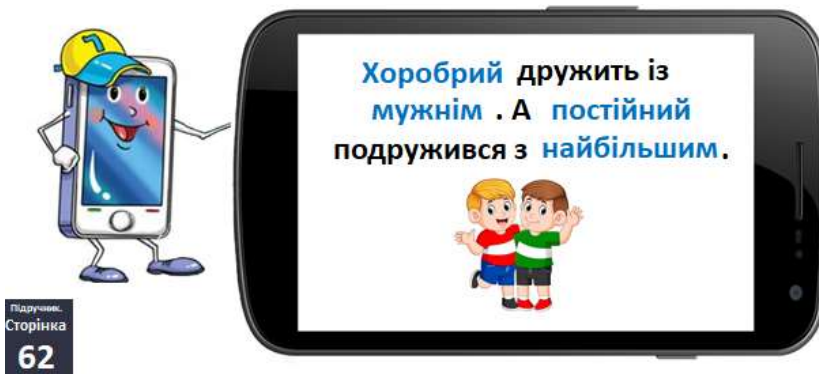 Хоробрий дружить із
мужнім . А постійний
подружився з найбільшим.
Підручник.
Сторінка
62